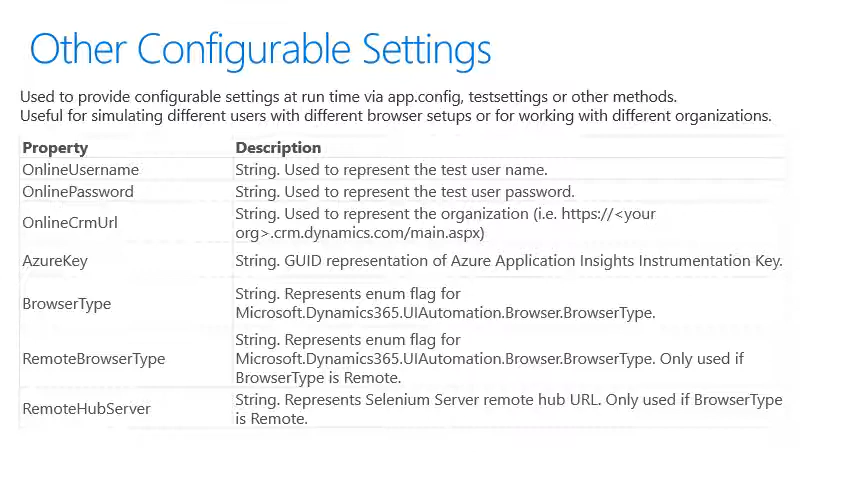 Other Configurable Settings
Used to provide configurable settings at run time via app.config, testsettings or other methods.
Useful for simulating different users with different browser setups or for working with different organizations.
Property Description
OnlineUsername String. Used to represent the test user name.
OnlinePassword String. Used to represent the test user password.
OnlineCrmUrl String. Used to represent the organization (i.e. https://<your
org>.crm.dynamics.com/main.aspx)
AzureKey String. GUID representation of Azure Application Insights Instrumentation Key.
BrowserType String. Represents enum flag for
Microsoft.Dynamics365.UIAutomation.Browser.BrowserType.
RemoteBrowserType String. Represents enum flag for
Microsoft.Dynamics365.UIAutomation.Browser.BrowserType. Only used if
BrowserType is Remote.
RemoteHubServer String. Represents Selenium Server remote hub URL. Only used if BrowserType
is Remote.